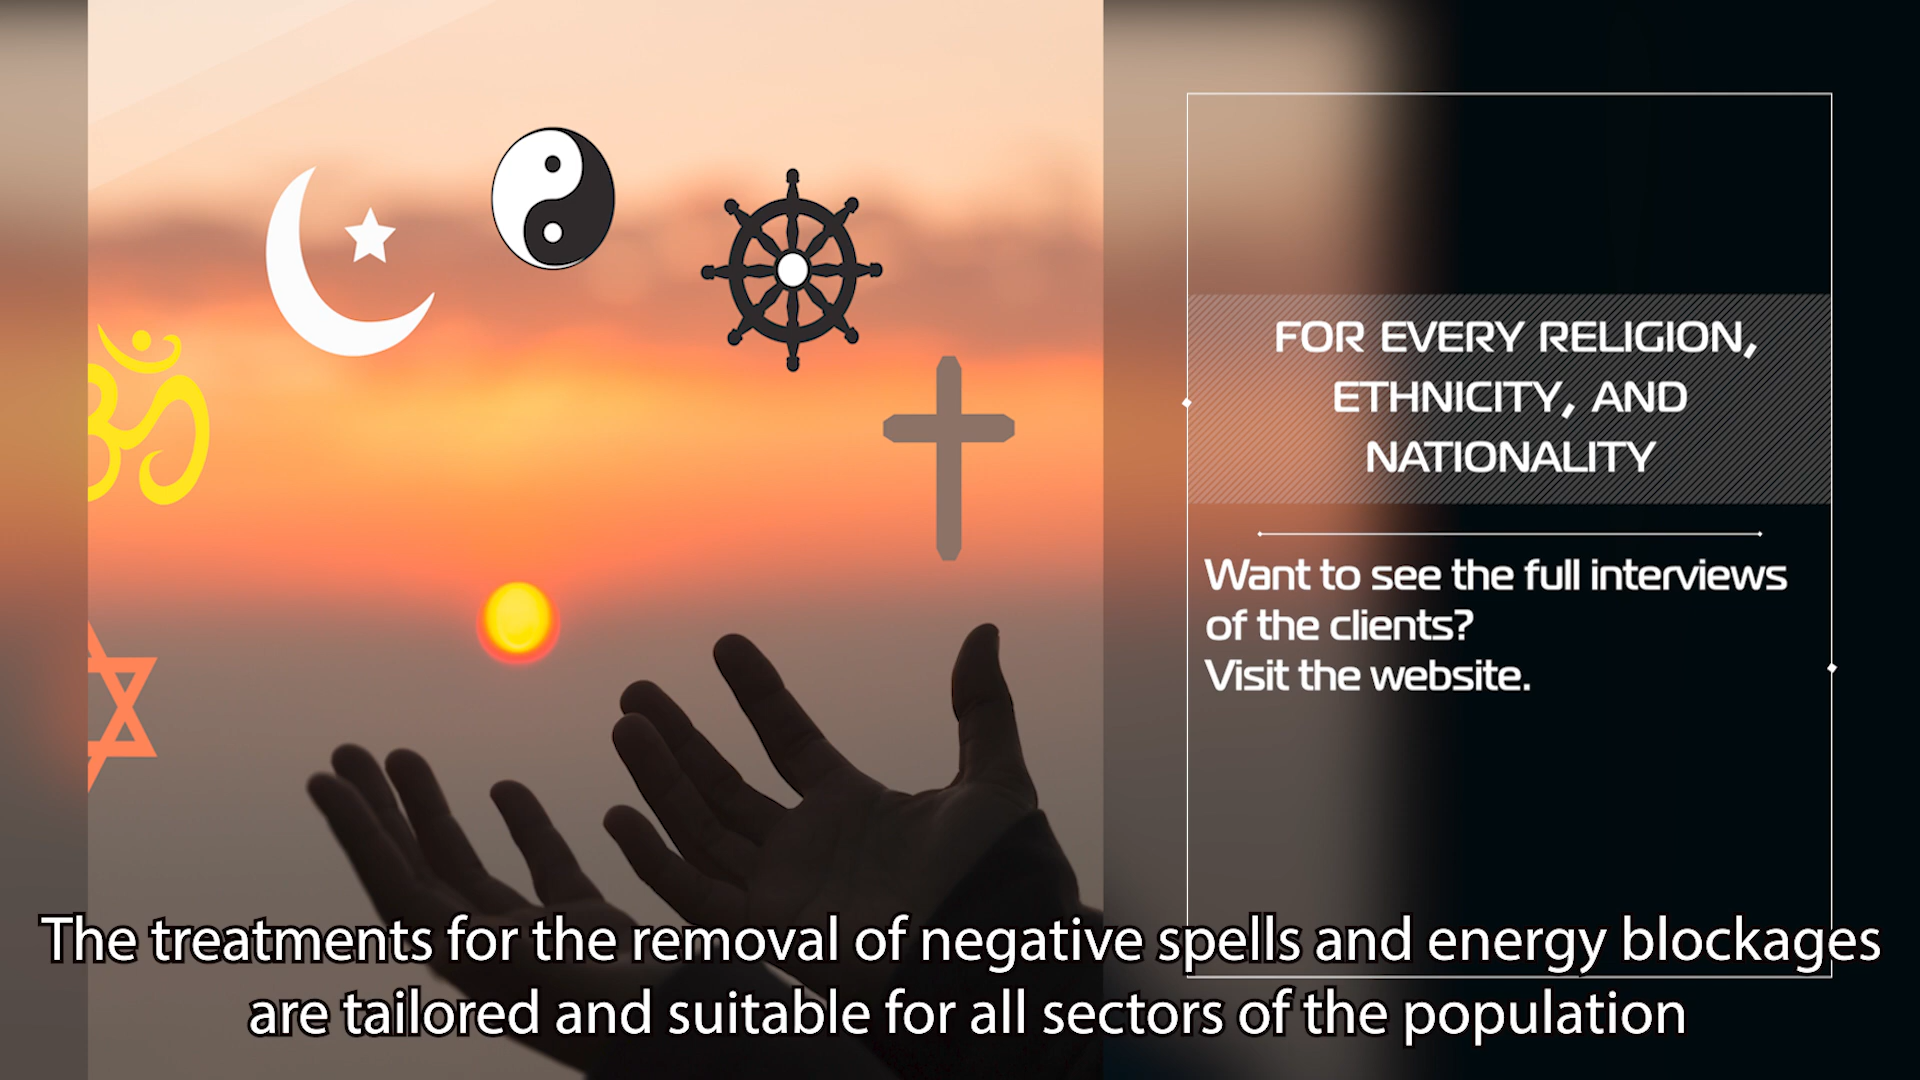 FOR EVERY RELIGION,
ETHNICITY, AND
NATIONALITY
Want to see the full interviews
of the clients?
Visit the website.
The treatments for the removal of negative spells and energy blockages
are tailored and suitable for all sectors of the population